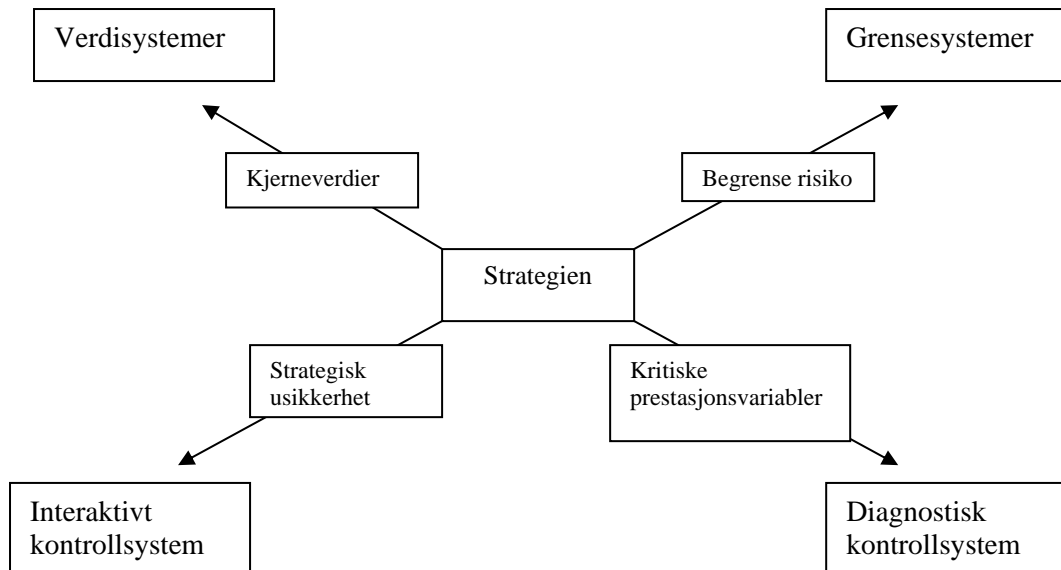 Verdisystemer
Grensesystemer
Kjerneverdier
Begrense risiko
Strategien
Strategisk
usikkerhet
Kritiske
prestasjonsvariabler
Interaktivt
kontrollsystem
Diagnostisk
kontrollsystem